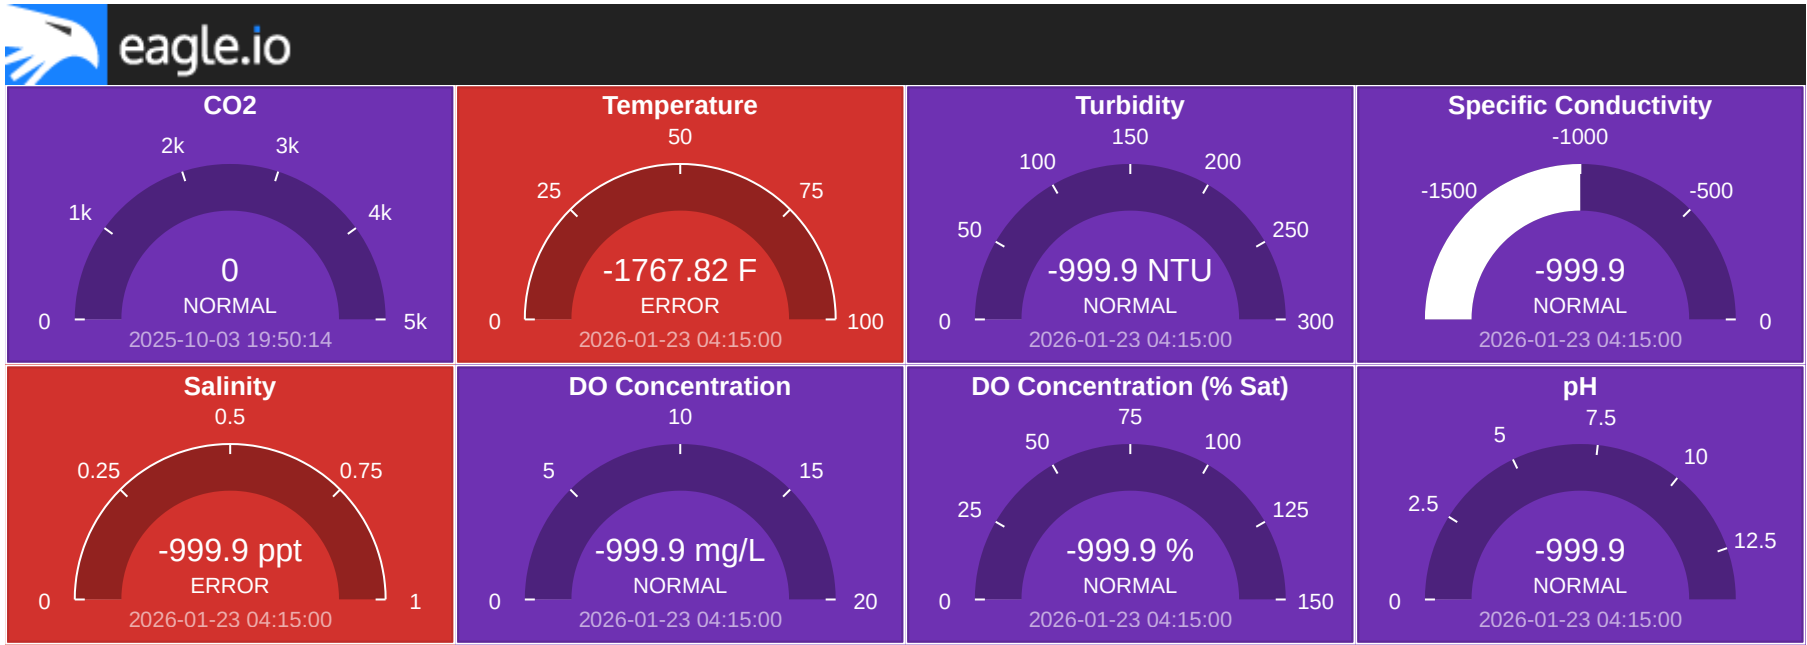 eagle.io
CO2
2k
3k
1k
4k
0
NORMAL
0
5k
2025-10-03 19:50:14
Temperature
50
25
75
-1767.82 F
ERROR
0
100
2026-01-23 04:15:00
Turbidity
150
100
200
50
250
-999.9 NTU
NORMAL
0
300
2026-01-23 04:15:00
Specific Conductivity
-1000
-1500
-500
-999.9
NORMAL
0
2026-01-23 04:15:00
Salinity
0.5
0.25
0.75
-999.9 ppt
ERROR
0
1
2026-01-23 04:15:00
DO Concentration
10
5
15
-999.9 mg/L
NORMAL
0
20
2026-01-23 04:15:00
DO Concentration (% Sat)
75
50
100
25
125
-999.9 %
NORMAL
0
150
2026-01-23 04:15:00
pH
7.5
5
10
2.5
12.5
-999.9
NORMAL
0
2026-01-23 04:15:00